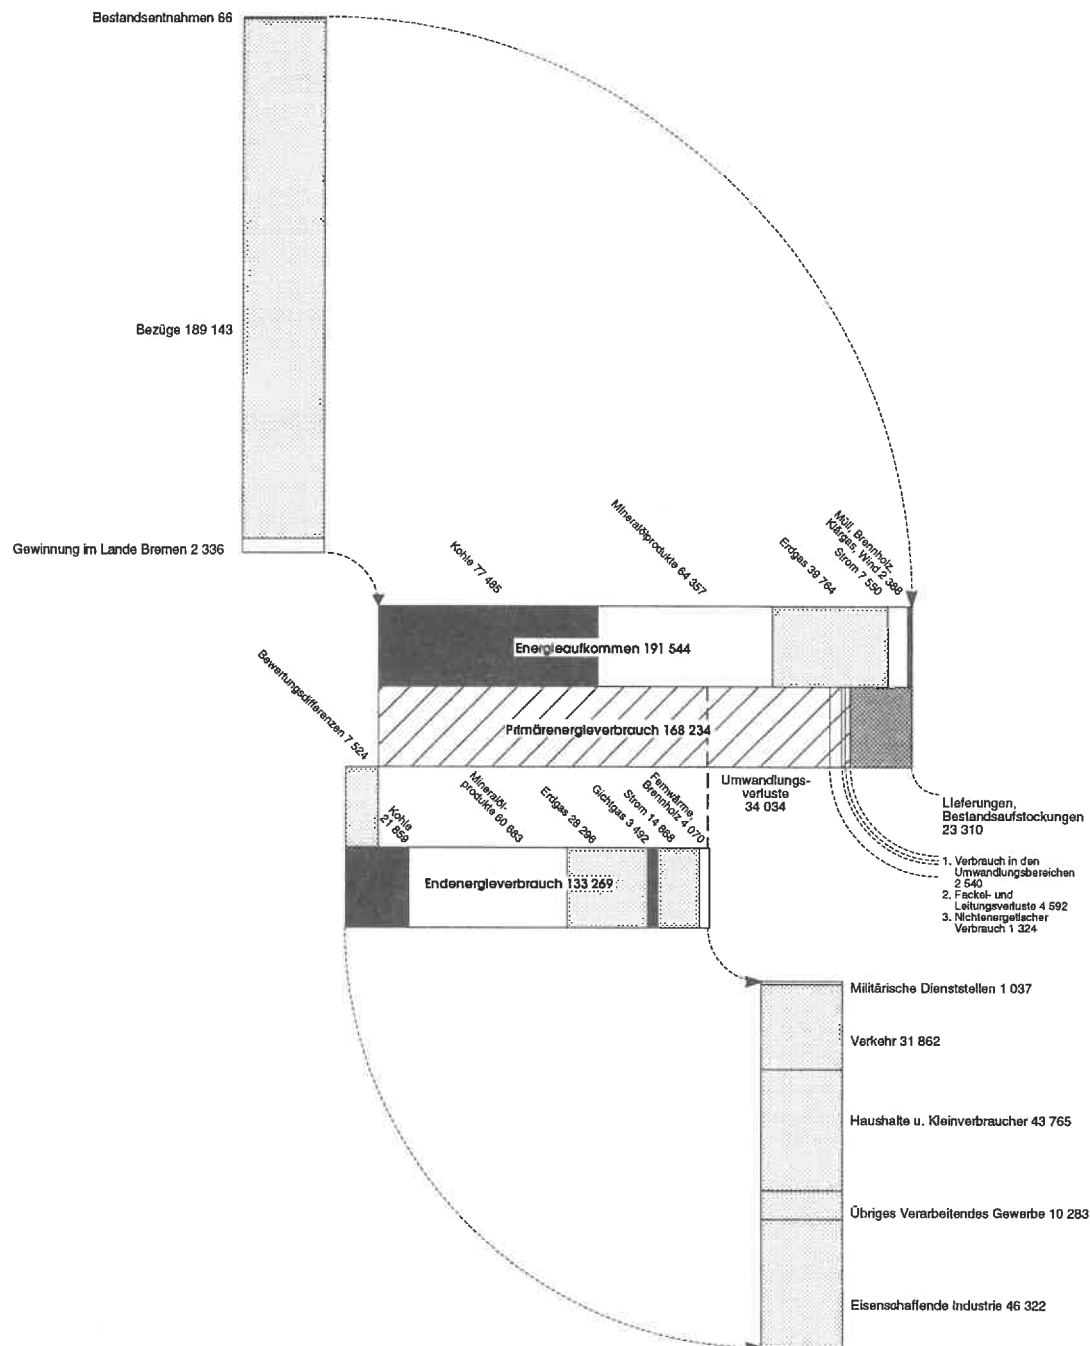 Bestandsentnahmen 66
Bezüge 189 143
Gewinnung im Lande Bremen 2 336
Kohle 77 485
Mineralölprodukte 64 357
Erdgas 39 764
Strom 7 550
Müll, Brennholz,
Klärgas, Wind 2 388
Energieaufkommen 191 544
Bewertungsdifferenzen 7 524
Primärenergieverbrauch 168 234
Umwandlungs-
verluste
34 034
Lieferungen,
Bestandsaufstockungen
23 310
1. Verbrauch in den
Umwandlungsbereichen
2 540
2. Fackel- und
Leitungsverluste 4 592
3. Nichtenergetischer
Verbrauch 1 324
Kohle
21 859
Mineralöl-
produkte 60 683
Erdgas 28 296
Gichtgas 3 492
Strom 14 868
Fernwärme,
Brennholz 4 070
Endenergieverbrauch 133 269
Militärische Dienststellen 1 037
Verkehr 31 862
Haushalte u. Kleinverbraucher 43 765
Übriges Verarbeitendes Gewerbe 10 283
Eisenschaffende Industrie 46 322